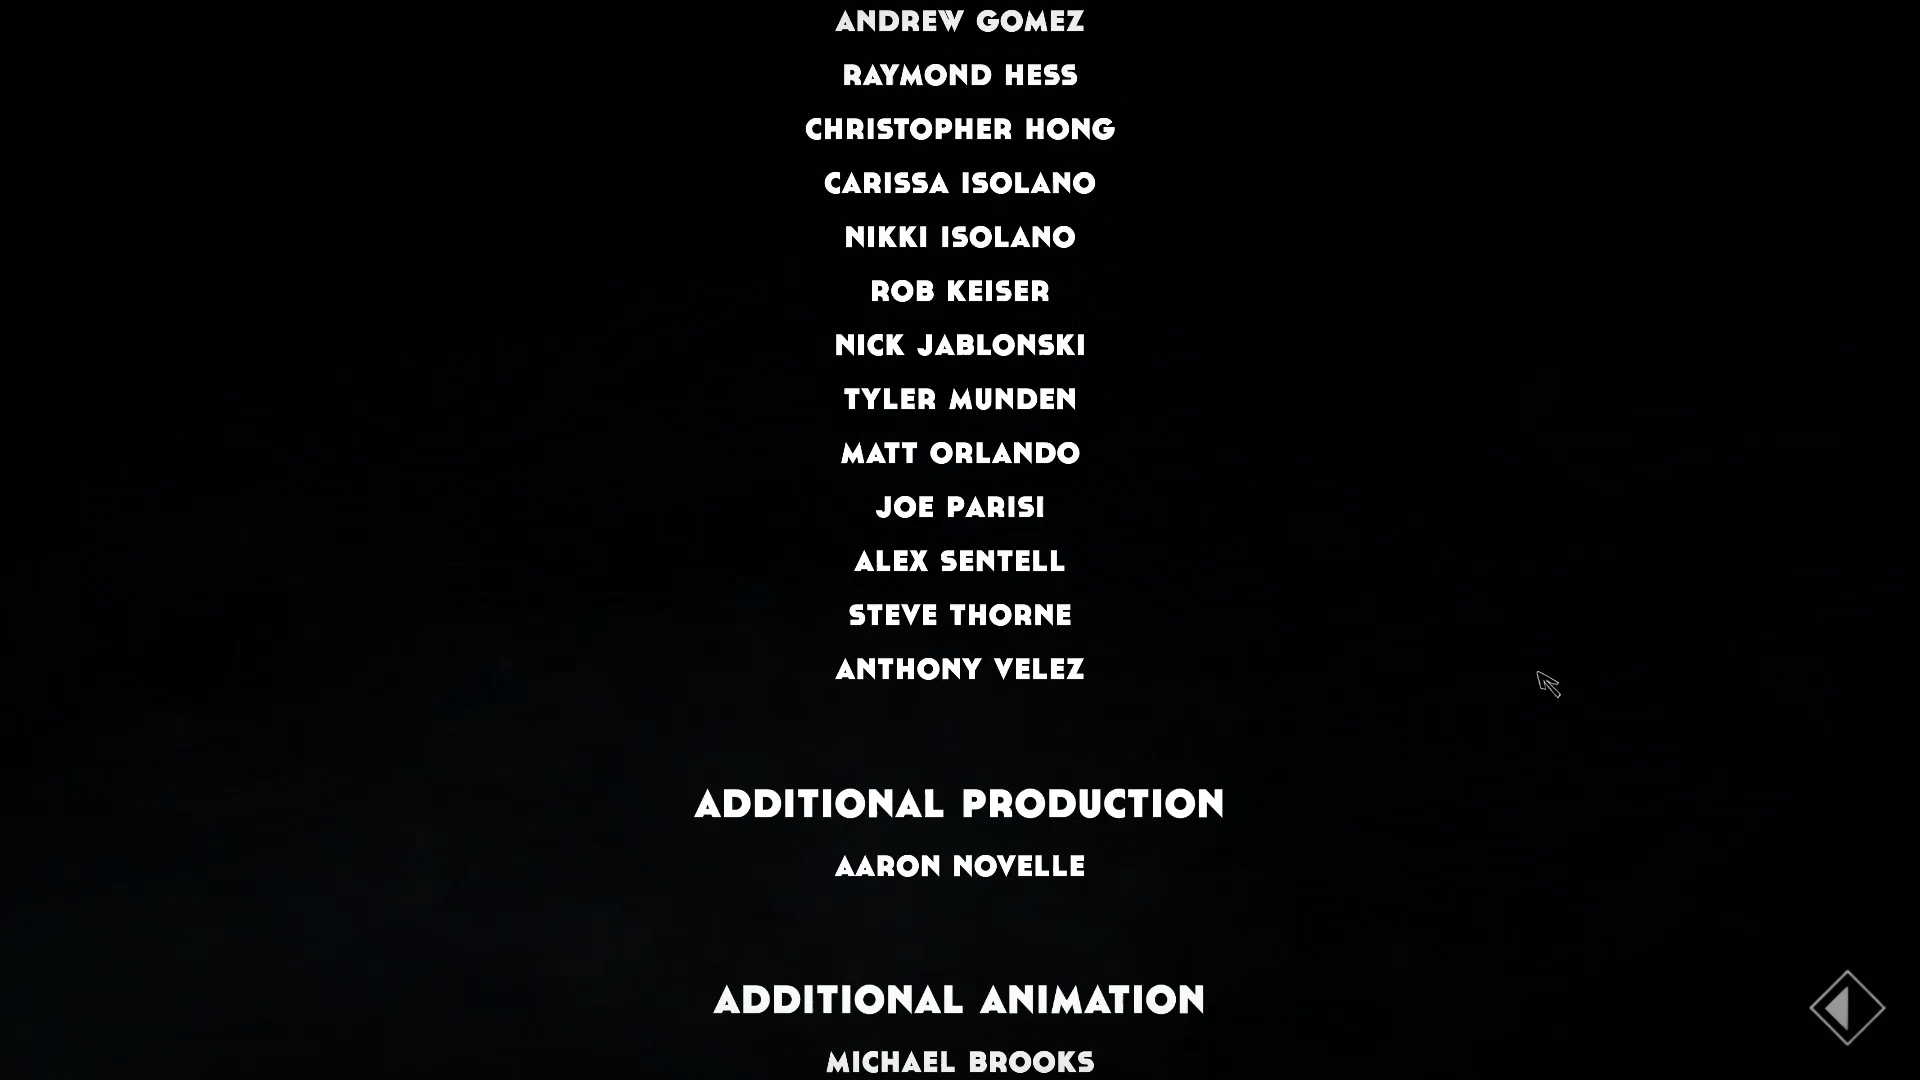 ANDREW GOMEZ
RAYMOND HESS
CHRISTOPHER HONG
CARISSA ISOLANO
NIKKI ISOLANO
ROB KEISER
NICK JABLONSKI
TYLER MUNDEN
MATT ORLANDO
JOE PARISI
ALEX SENTELL
STEVE THORNE
ANTHONY VELEZ
ADDITIONAL PRODUCTION
AARON NOVELLE
ADDITIONAL ANIMATION
MICHAEL BROOKS